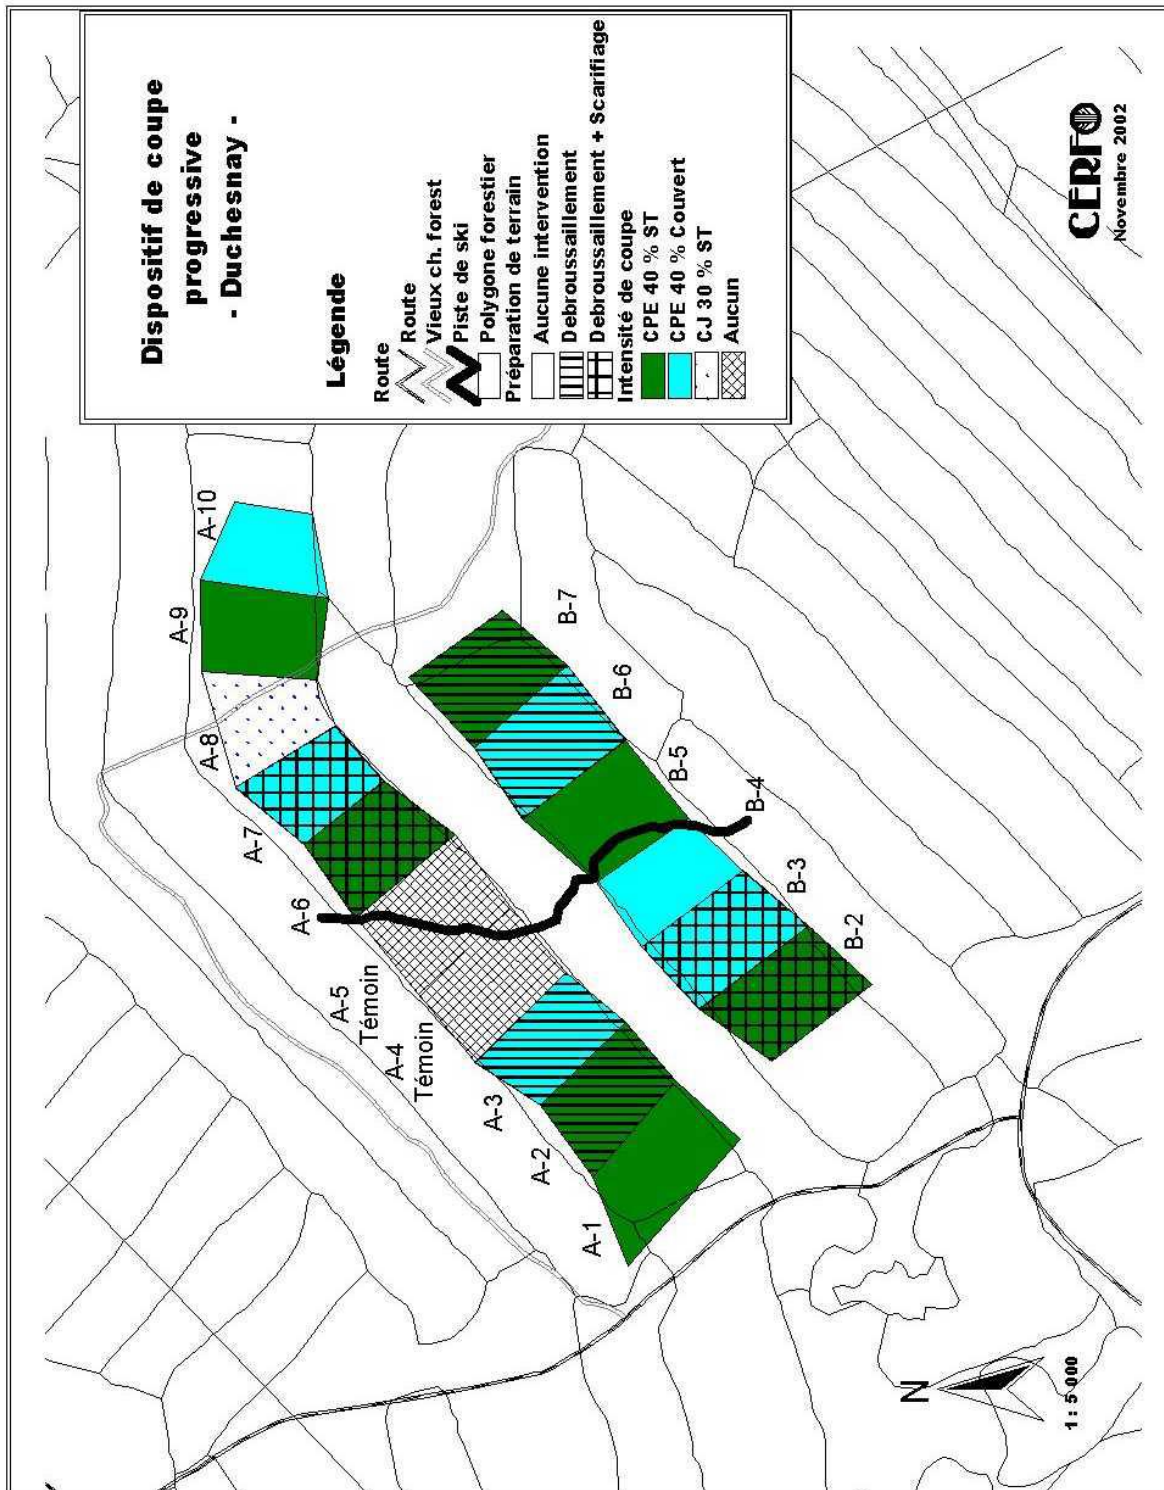 Dispositif de coupe
progressive
- Duchesnay -
Légende
Route
Route
Vieux ch. forest
Piste de ski
Polygone forestier
Préparation de terrain
Aucune intervention
Debroussaillement
Debroussaillement + Scarifiage
Intensité de coupe
CPE 40 % ST
CPE 40 % Couvert
CJ 30 % ST
Aucun
A-1
A-2
A-3
A-4
Témoin
A-5
Témoin
A-6
A-7
A-8
A-9
A-10
B-2
B-3
B-4
B-5
B-6
B-7
N
1 : 5 000
CERFO
Novembre 2002